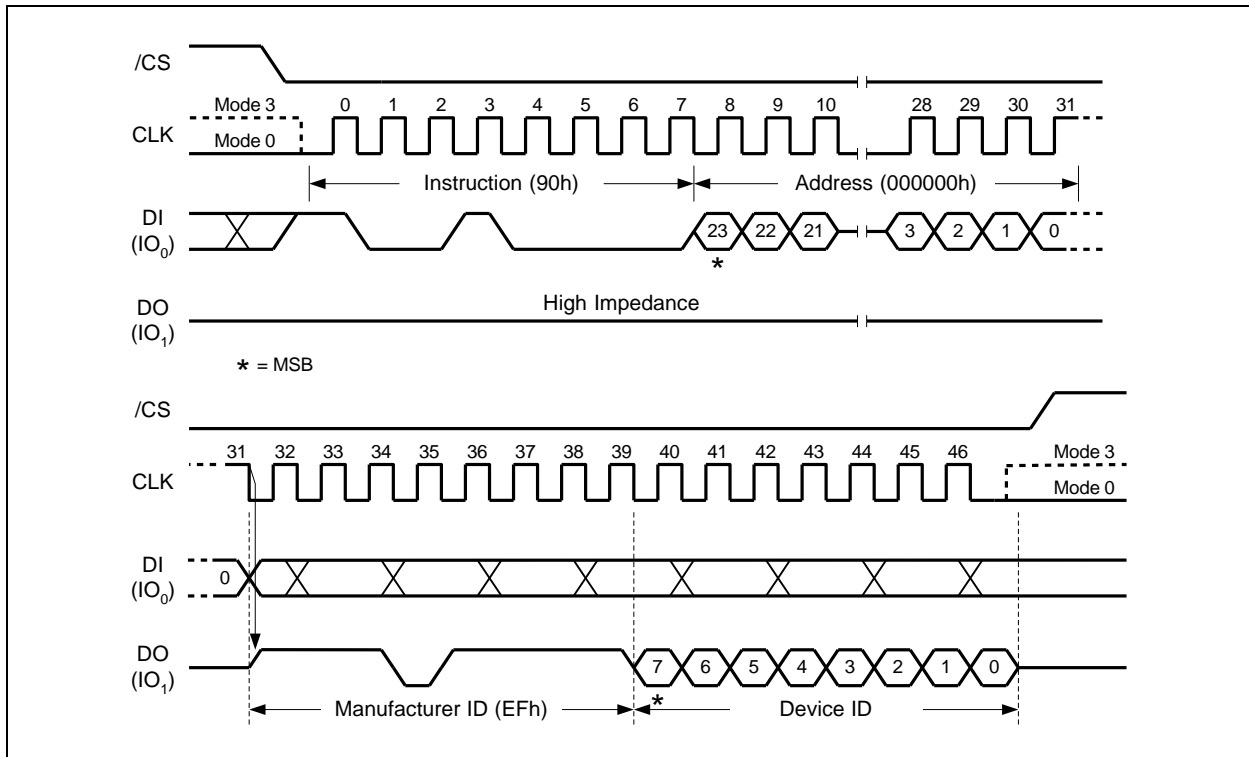 /CS
Mode 3
0 1 2 3 4 5 6 7 8 9 10 28 29 30 31
CLK
Mode 0
Instruction (90h)
Address (000000h)
DI
(IO0)
23 22 21 3 2 1 0
*
High Impedance
DO
(IO1)
* = MSB
/CS
31 32 33 34 35 36 37 38 39 40 41 42 43 44 45 46
Mode 3
CLK
Mode 0
DI
(IO0)
0
DO
(IO1)
7 6 5 4 3 2 1 0
*
Manufacturer ID (EFh)
Device ID